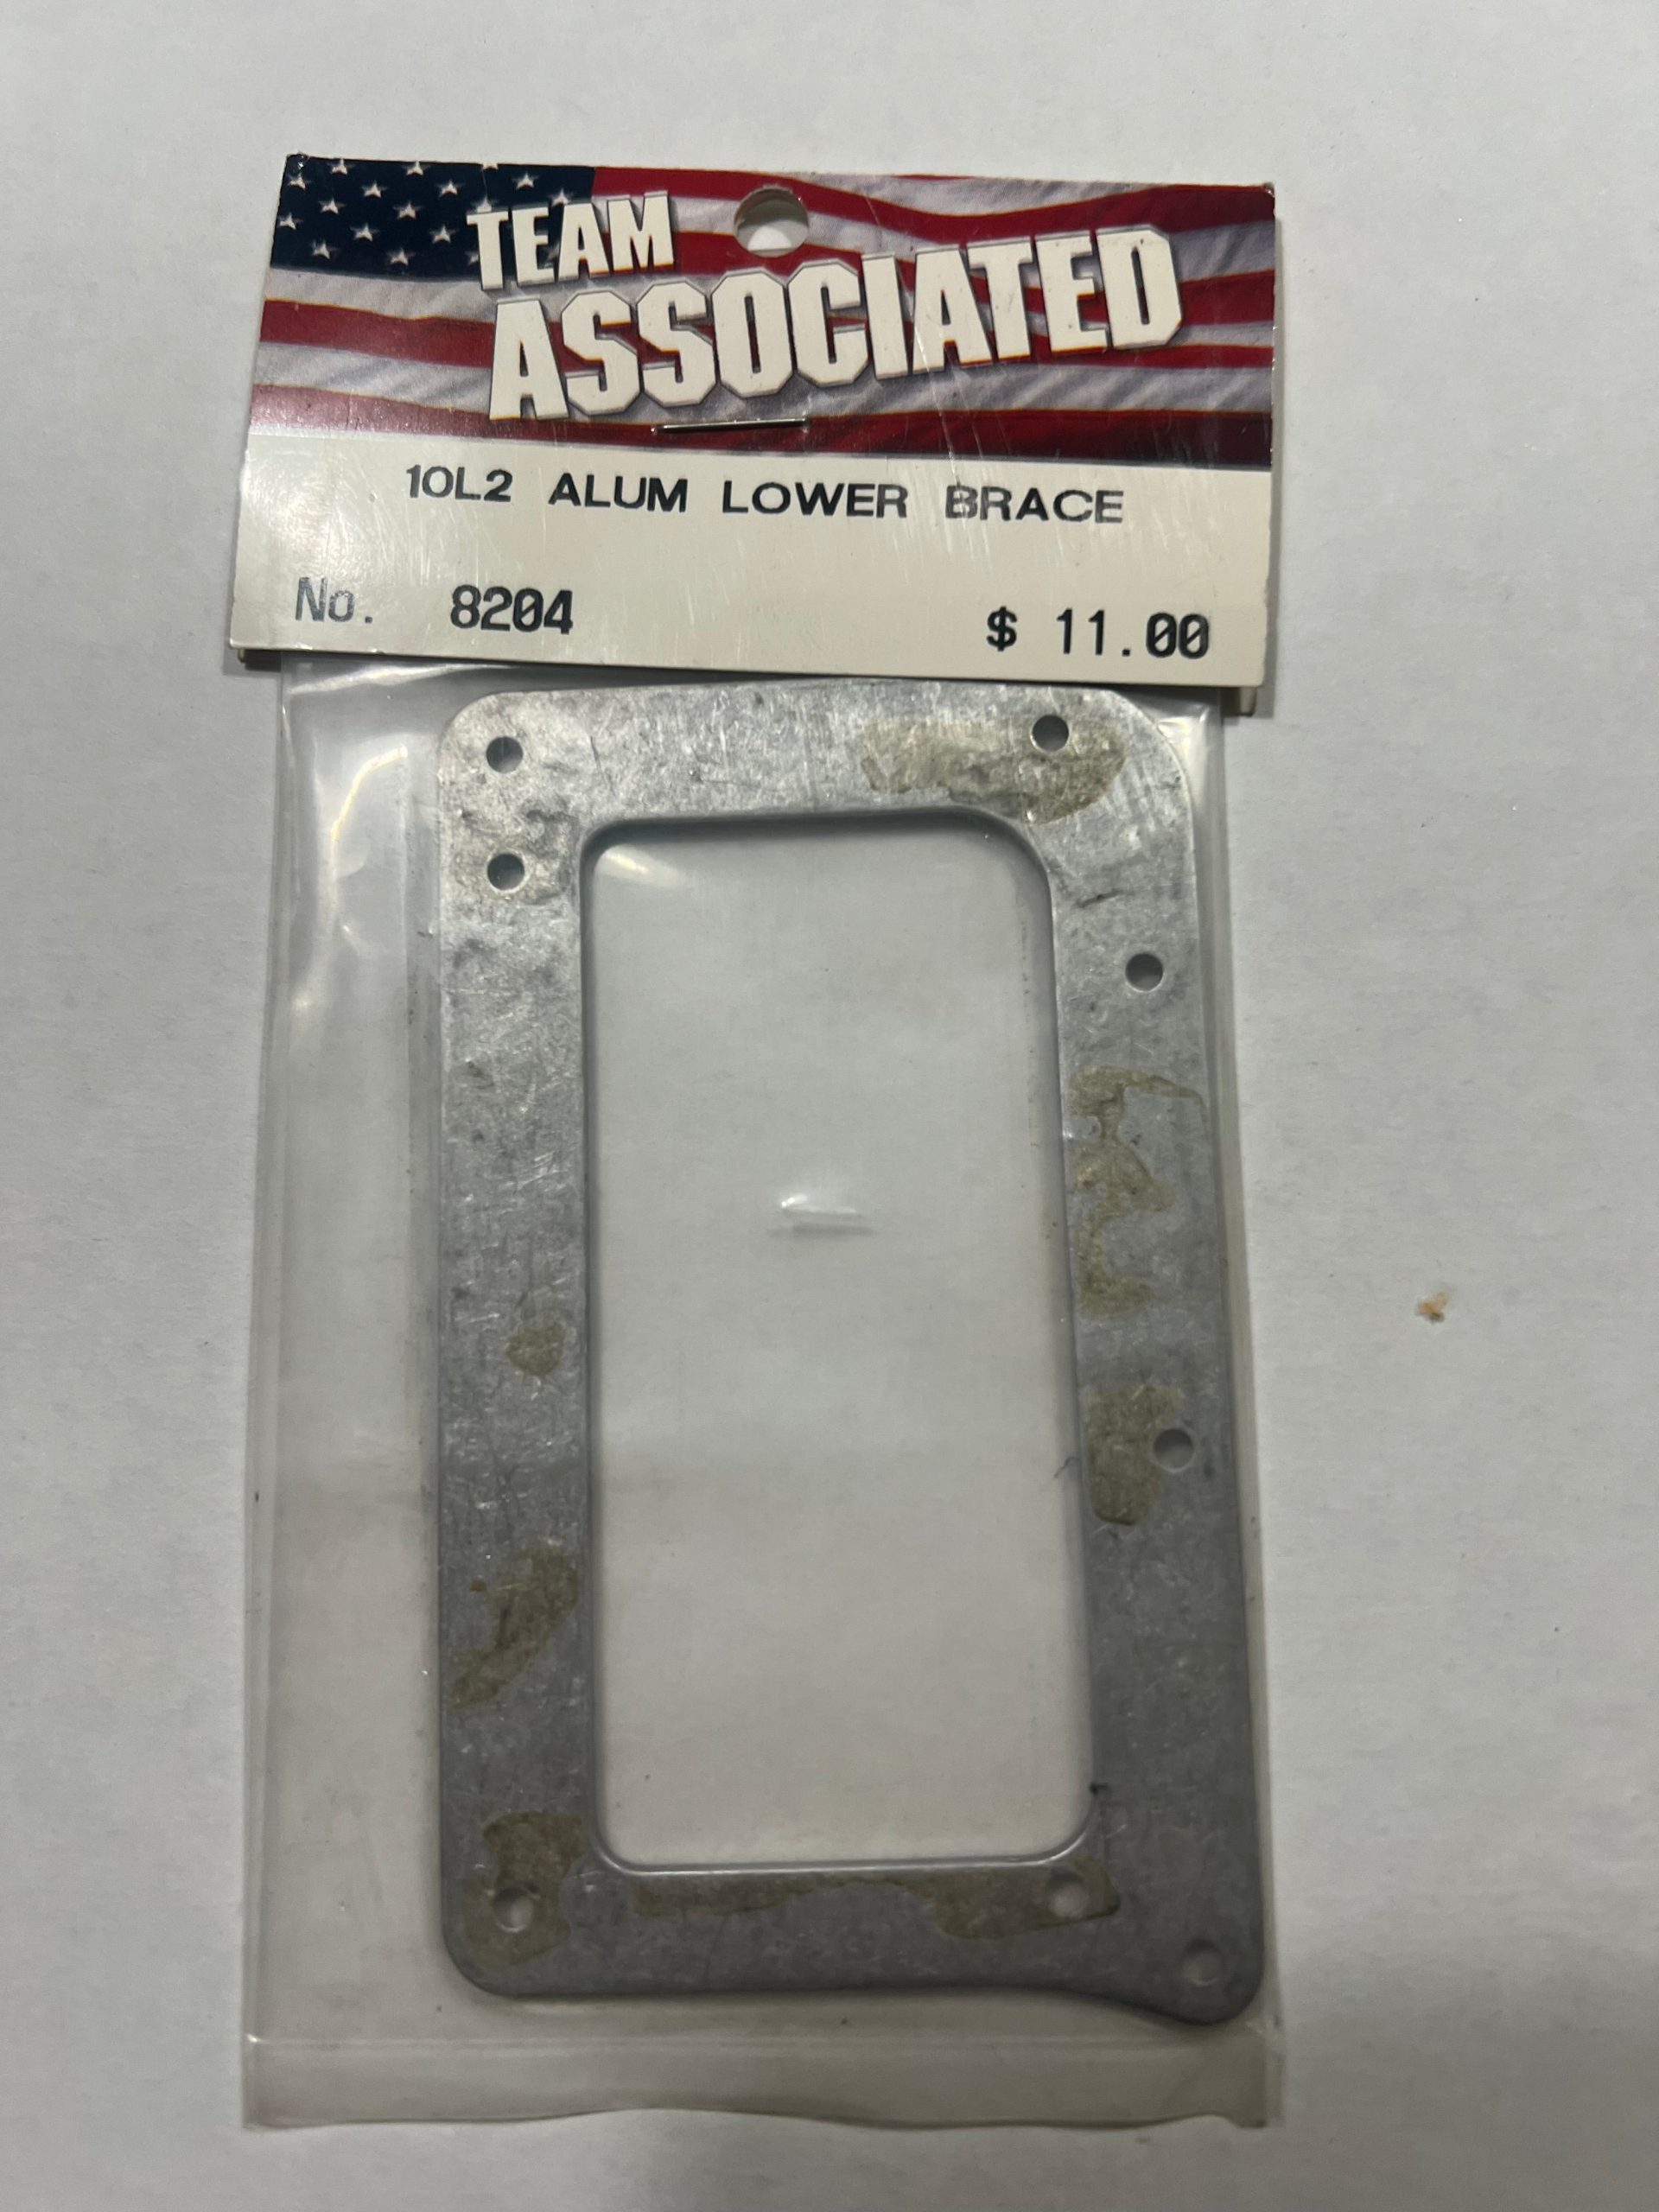 TEAM
ASSOCIATED
10L2 ALUM LOWER BRACE
No. 8204 $ 11.00